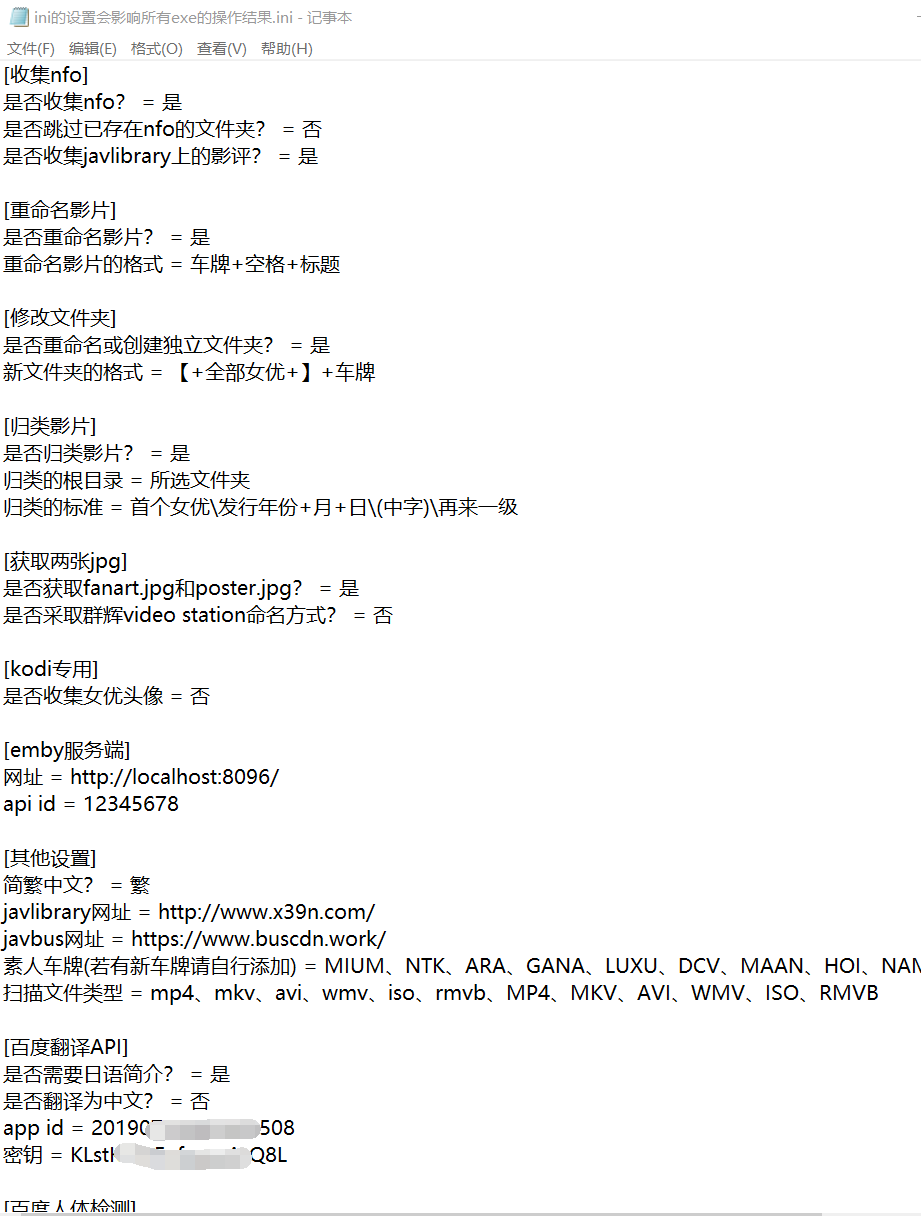 ini的设置会影响所有exe的操作结果.ini - 记事本
文件(F) 编辑(E) 格式(O) 查看(V) 帮助(H)
[收集nfo]
是否收集nfo? = 是
是否跳过已存在nfo的文件夹? = 否
是否收集javlibrary上的影评? = 是
[重命名影片]
是否重命名影片? = 是
重命名影片的格式 = 车牌+空格+标题
[修改文件夹]
是否重命名或创建独立文件夹? = 是
新文件夹的格式 = 【+全部女优+】+车牌
[归类影片]
是否归类影片? = 是
归类的根目录 = 所选文件夹
归类的标准 = 首个女优\发行年份+月+日\(中字)\再来一级
[获取两张jpg]
是否获取fanart.jpg和poster.jpg? = 是
是否采取群辉video station命名方式? = 否
[kodi专用]
是否收集女优头像 = 否
[emby服务端]
网址 = http://localhost:8096/
api id = 12345678
[其他设置]
简繁中文? = 繁
javlibrary网址 = http://www.x39n.com/
javbus网址 = https://www.buscdn.work/
素人车牌(若有新车牌请自行添加) = MIUM、NTK、ARA、GANA、LUXU、DCV、MAAN、HOI、NAM
扫描文件类型 = mp4、mkv、avi、wmv、iso、rmvb、MP4、MKV、AVI、WMV、ISO、RMVB
[百度翻译API]
是否需要日语简介? = 是
是否翻译为中文? = 否
app id = 2019 508
密钥 = KLst Q8L
[百度人体检测]